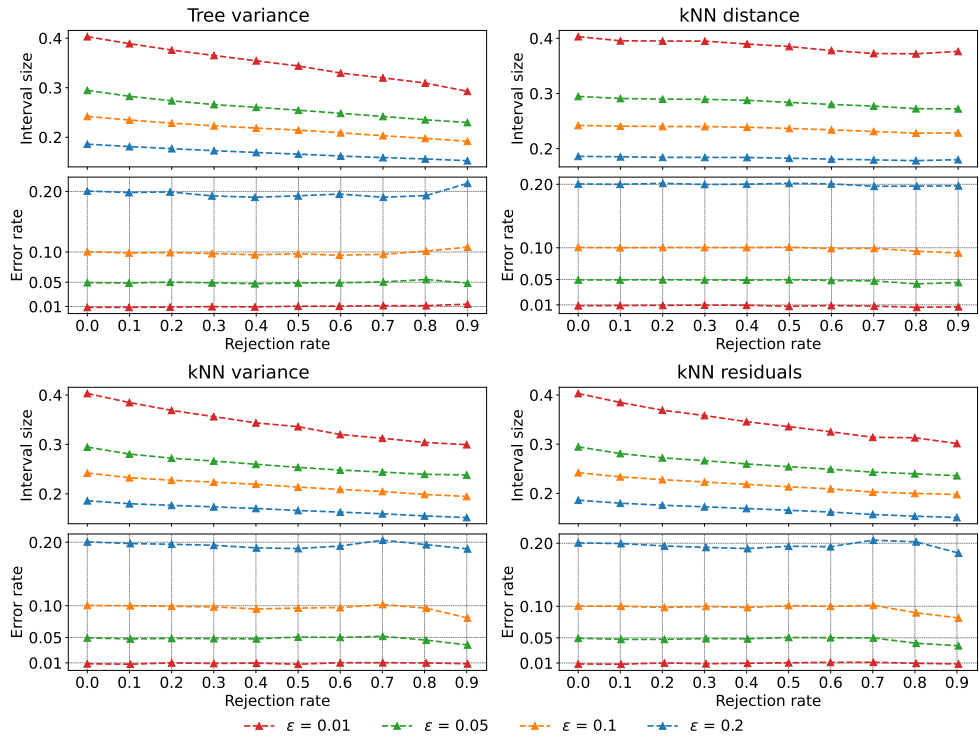 Tree variance
Interval size
0.4
0.3
0.2
Error rate
0.20
0.10
0.05
0.01
0.0 0.1 0.2 0.3 0.4 0.5 0.6 0.7 0.8 0.9
Rejection rate
kNN distance
Interval size
0.4
0.3
0.2
Error rate
0.20
0.10
0.05
0.01
0.0 0.1 0.2 0.3 0.4 0.5 0.6 0.7 0.8 0.9
Rejection rate
kNN variance
Interval size
0.4
0.3
0.2
Error rate
0.20
0.10
0.05
0.01
0.0 0.1 0.2 0.3 0.4 0.5 0.6 0.7 0.8 0.9
Rejection rate
kNN residuals
Interval size
0.4
0.3
0.2
Error rate
0.20
0.10
0.05
0.01
0.0 0.1 0.2 0.3 0.4 0.5 0.6 0.7 0.8 0.9
Rejection rate
ε = 0.01 ε = 0.05 ε = 0.1 ε = 0.2